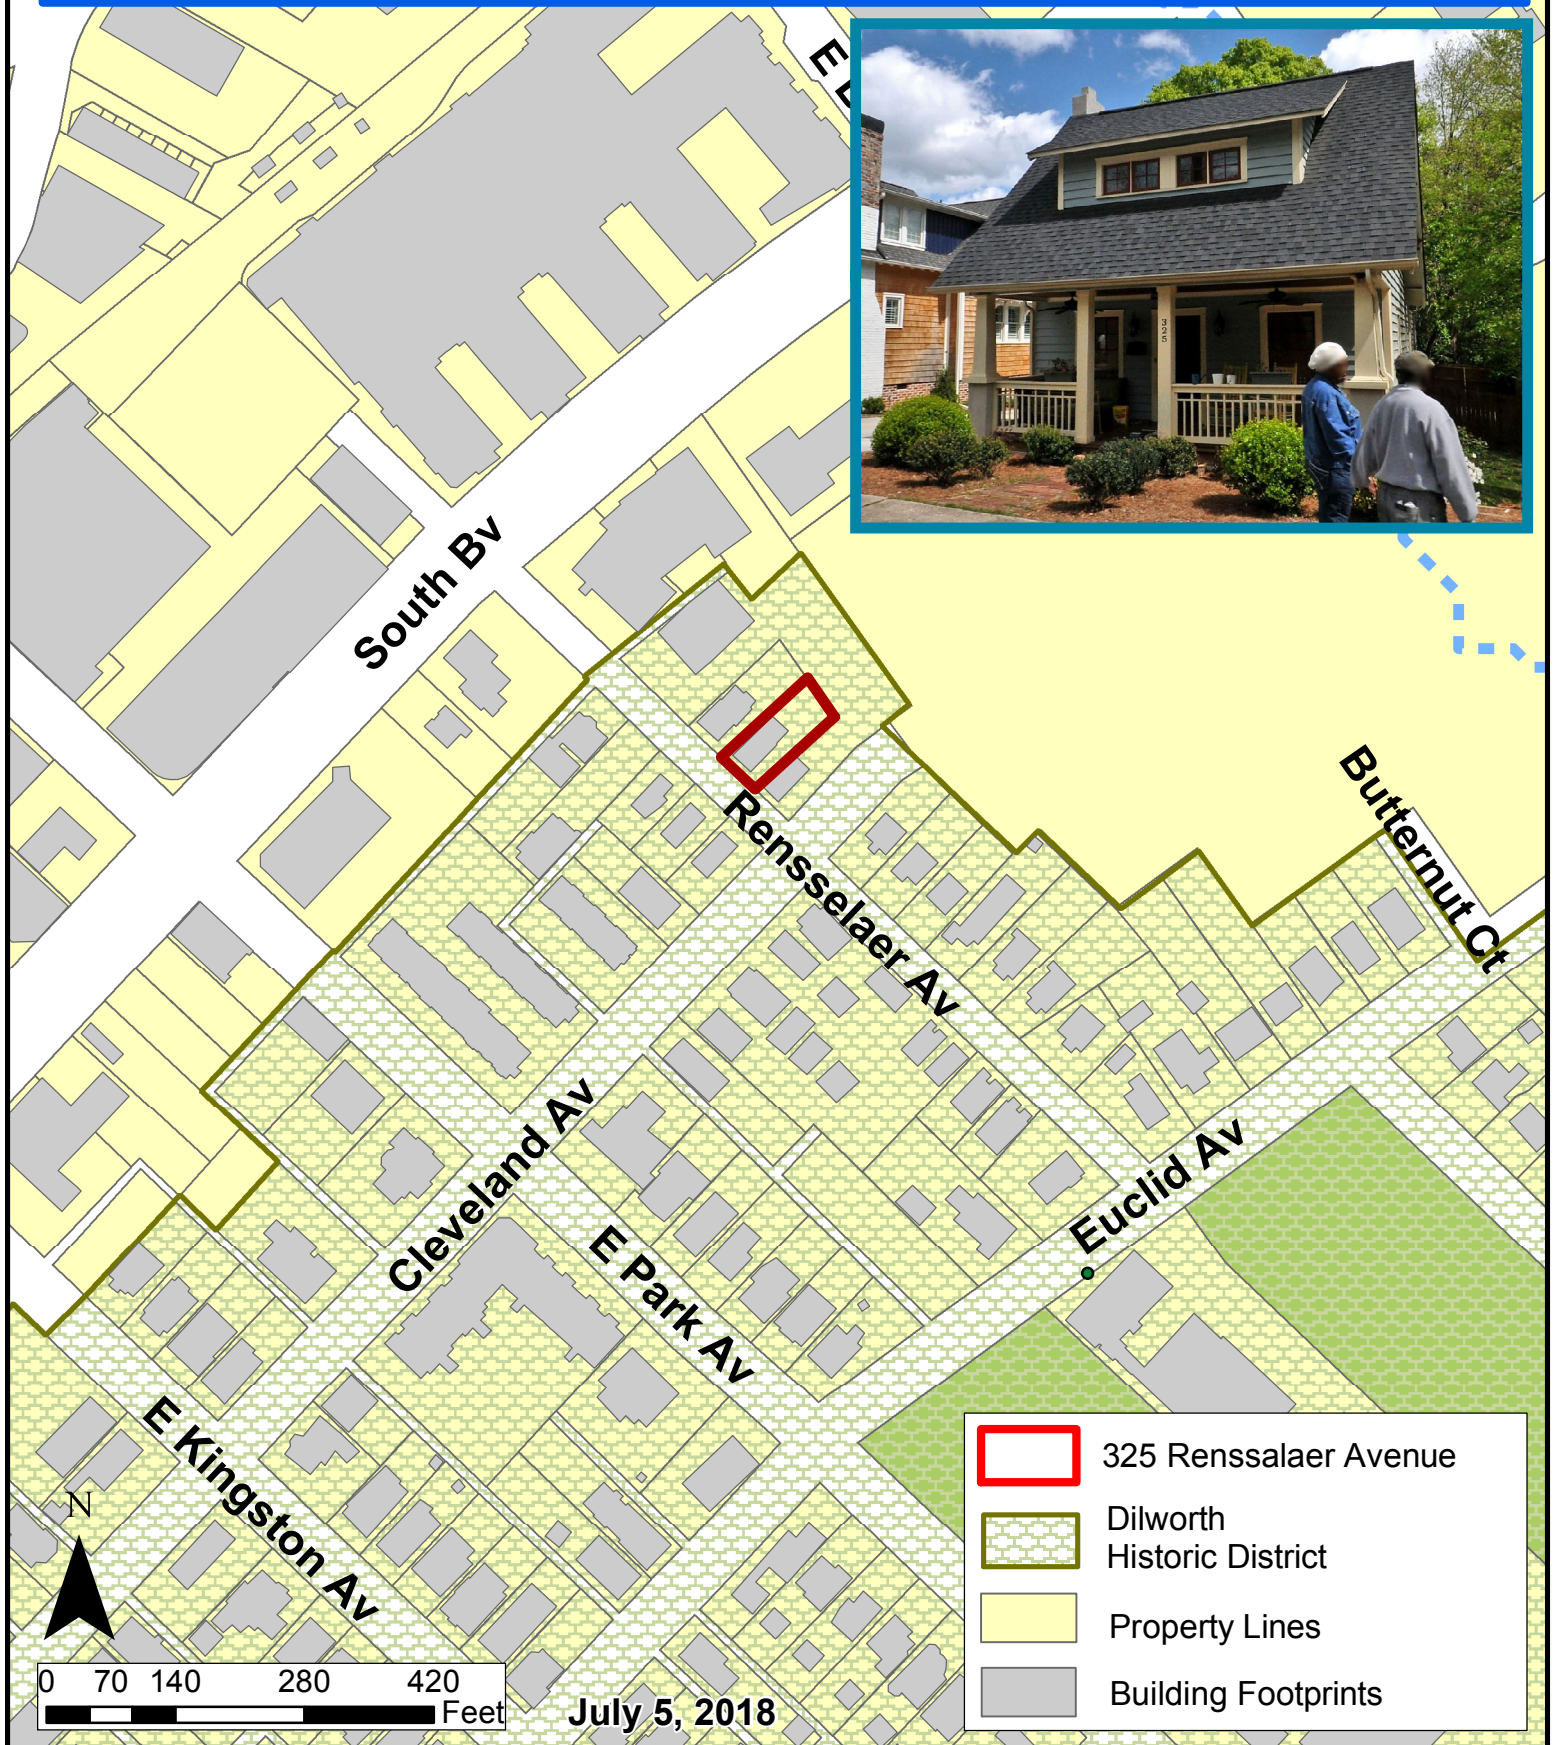 E
325
South Bv
Butternut Ct
Rensselaer Av
Cleveland Av
Euclid Av
E Park Av
E Kingston Av
N
325 Renssalaer Avenue
Dilworth
Historic District
Property Lines
Building Footprints
0 70 140 280 420
Feet
July 5, 2018